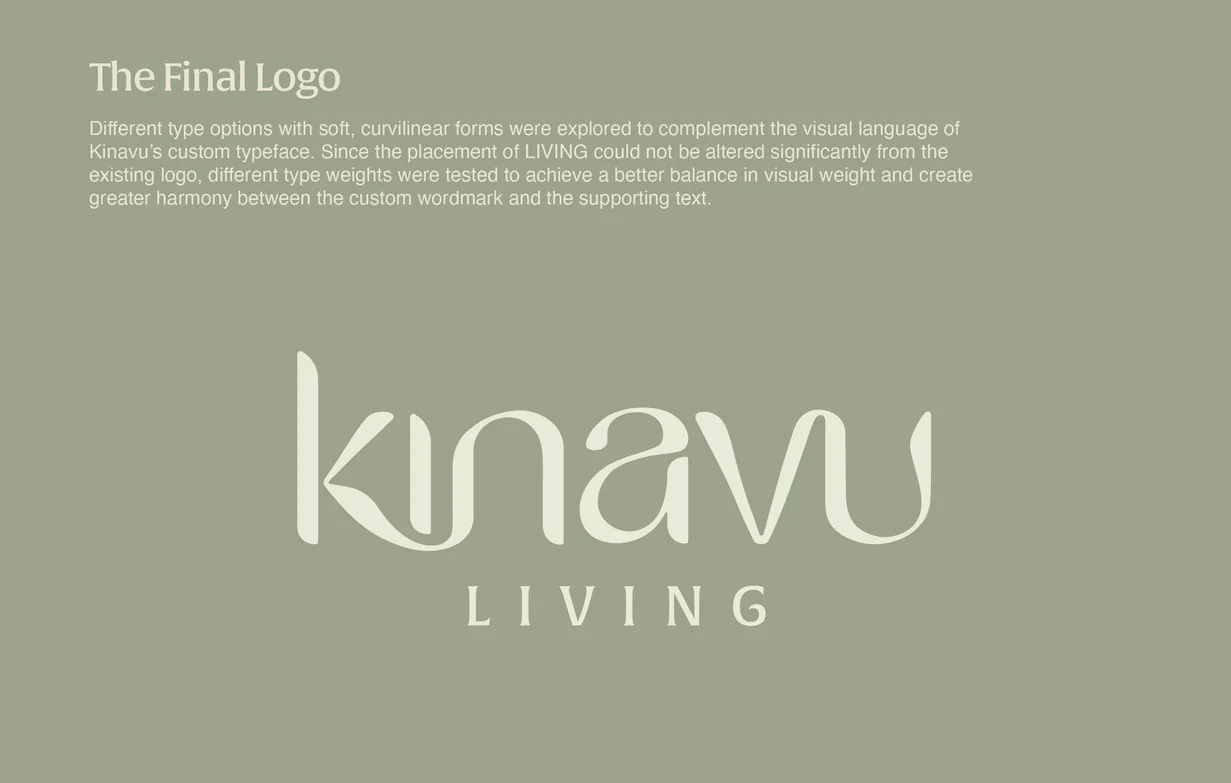 The Final Logo
Different type options with soft, curvilinear forms were explored to complement the visual language of
Kinavu’s custom typeface. Since the placement of LIVING could not be altered significantly from the
existing logo, different type weights were tested to achieve a better balance in visual weight and create
greater harmony between the custom wordmark and the supporting text.
kınavu
LIVING